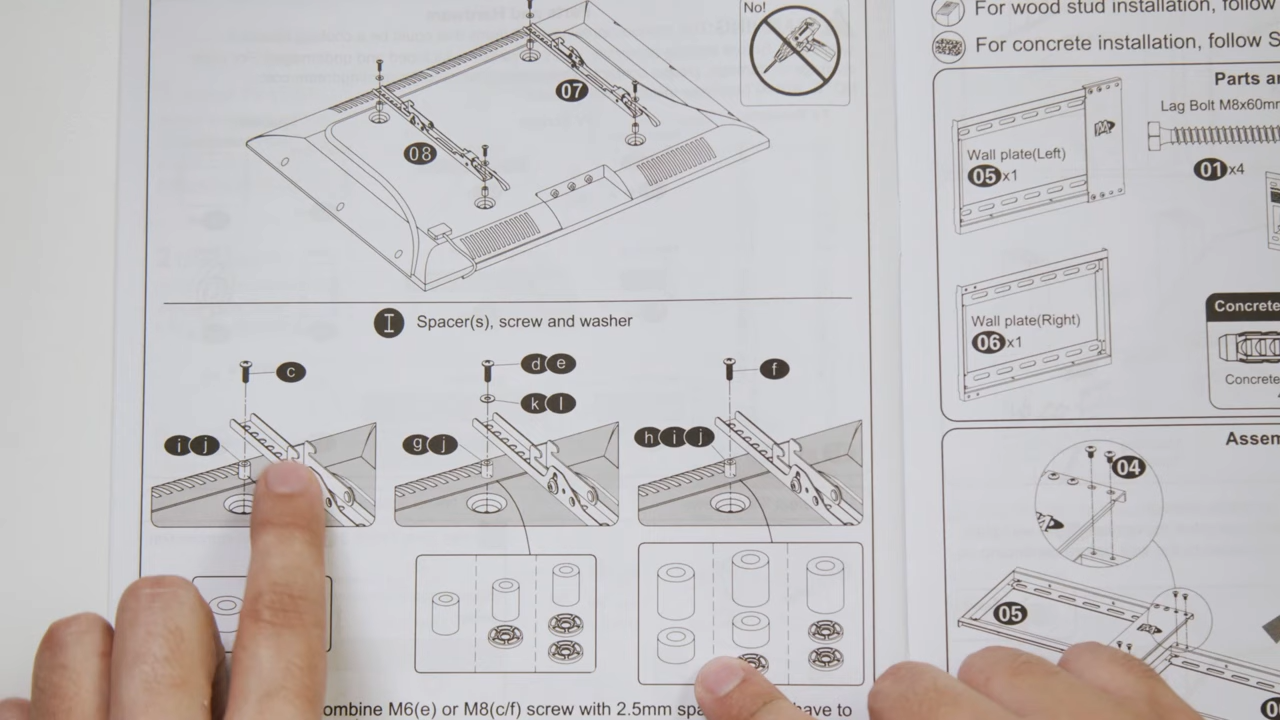 No!
07
08
I Spacer(s), screw and washer
c
i j
d e
k l
g j
f
h i j
ombine M6(e) or M8(c/f) screw with 2.5mm spa have to
For wood stud installation, follow
For concrete installation, follow S
Parts a
Lag Bolt M8x60mm
01 x4
Wall plate(Left)
05 x1
Wall plate(Right)
06 x1
Concrete
Concrete
Assem
04
05